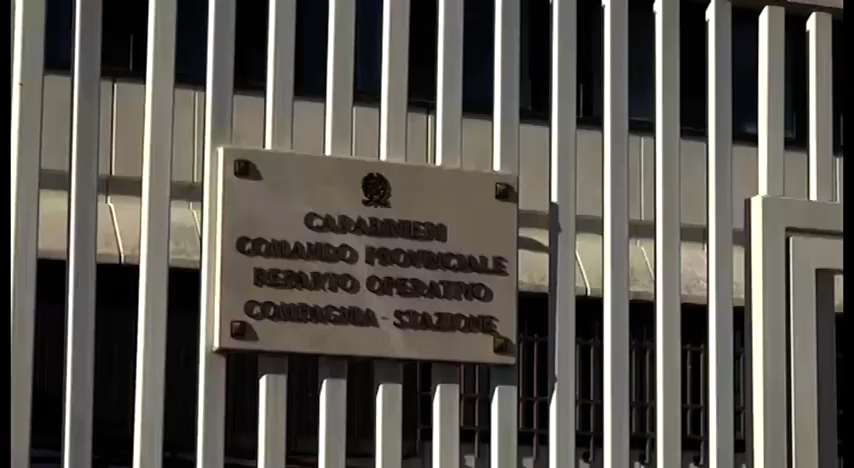 CARABINIERI
COMANDO PROVINCIALE
REPARTO OPERATIVO
COMPAGNIA - STAZIONE